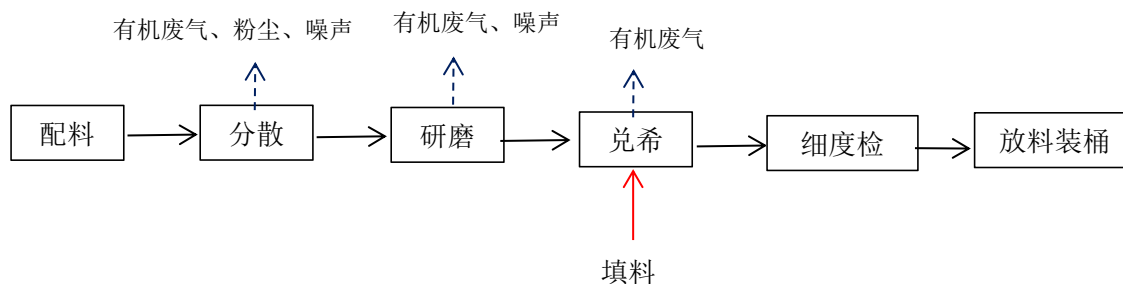 有机废气、粉尘、噪声
有机废气、噪声
有机废气
配料
分散
研磨
兑希
细度检
放料装桶
填料